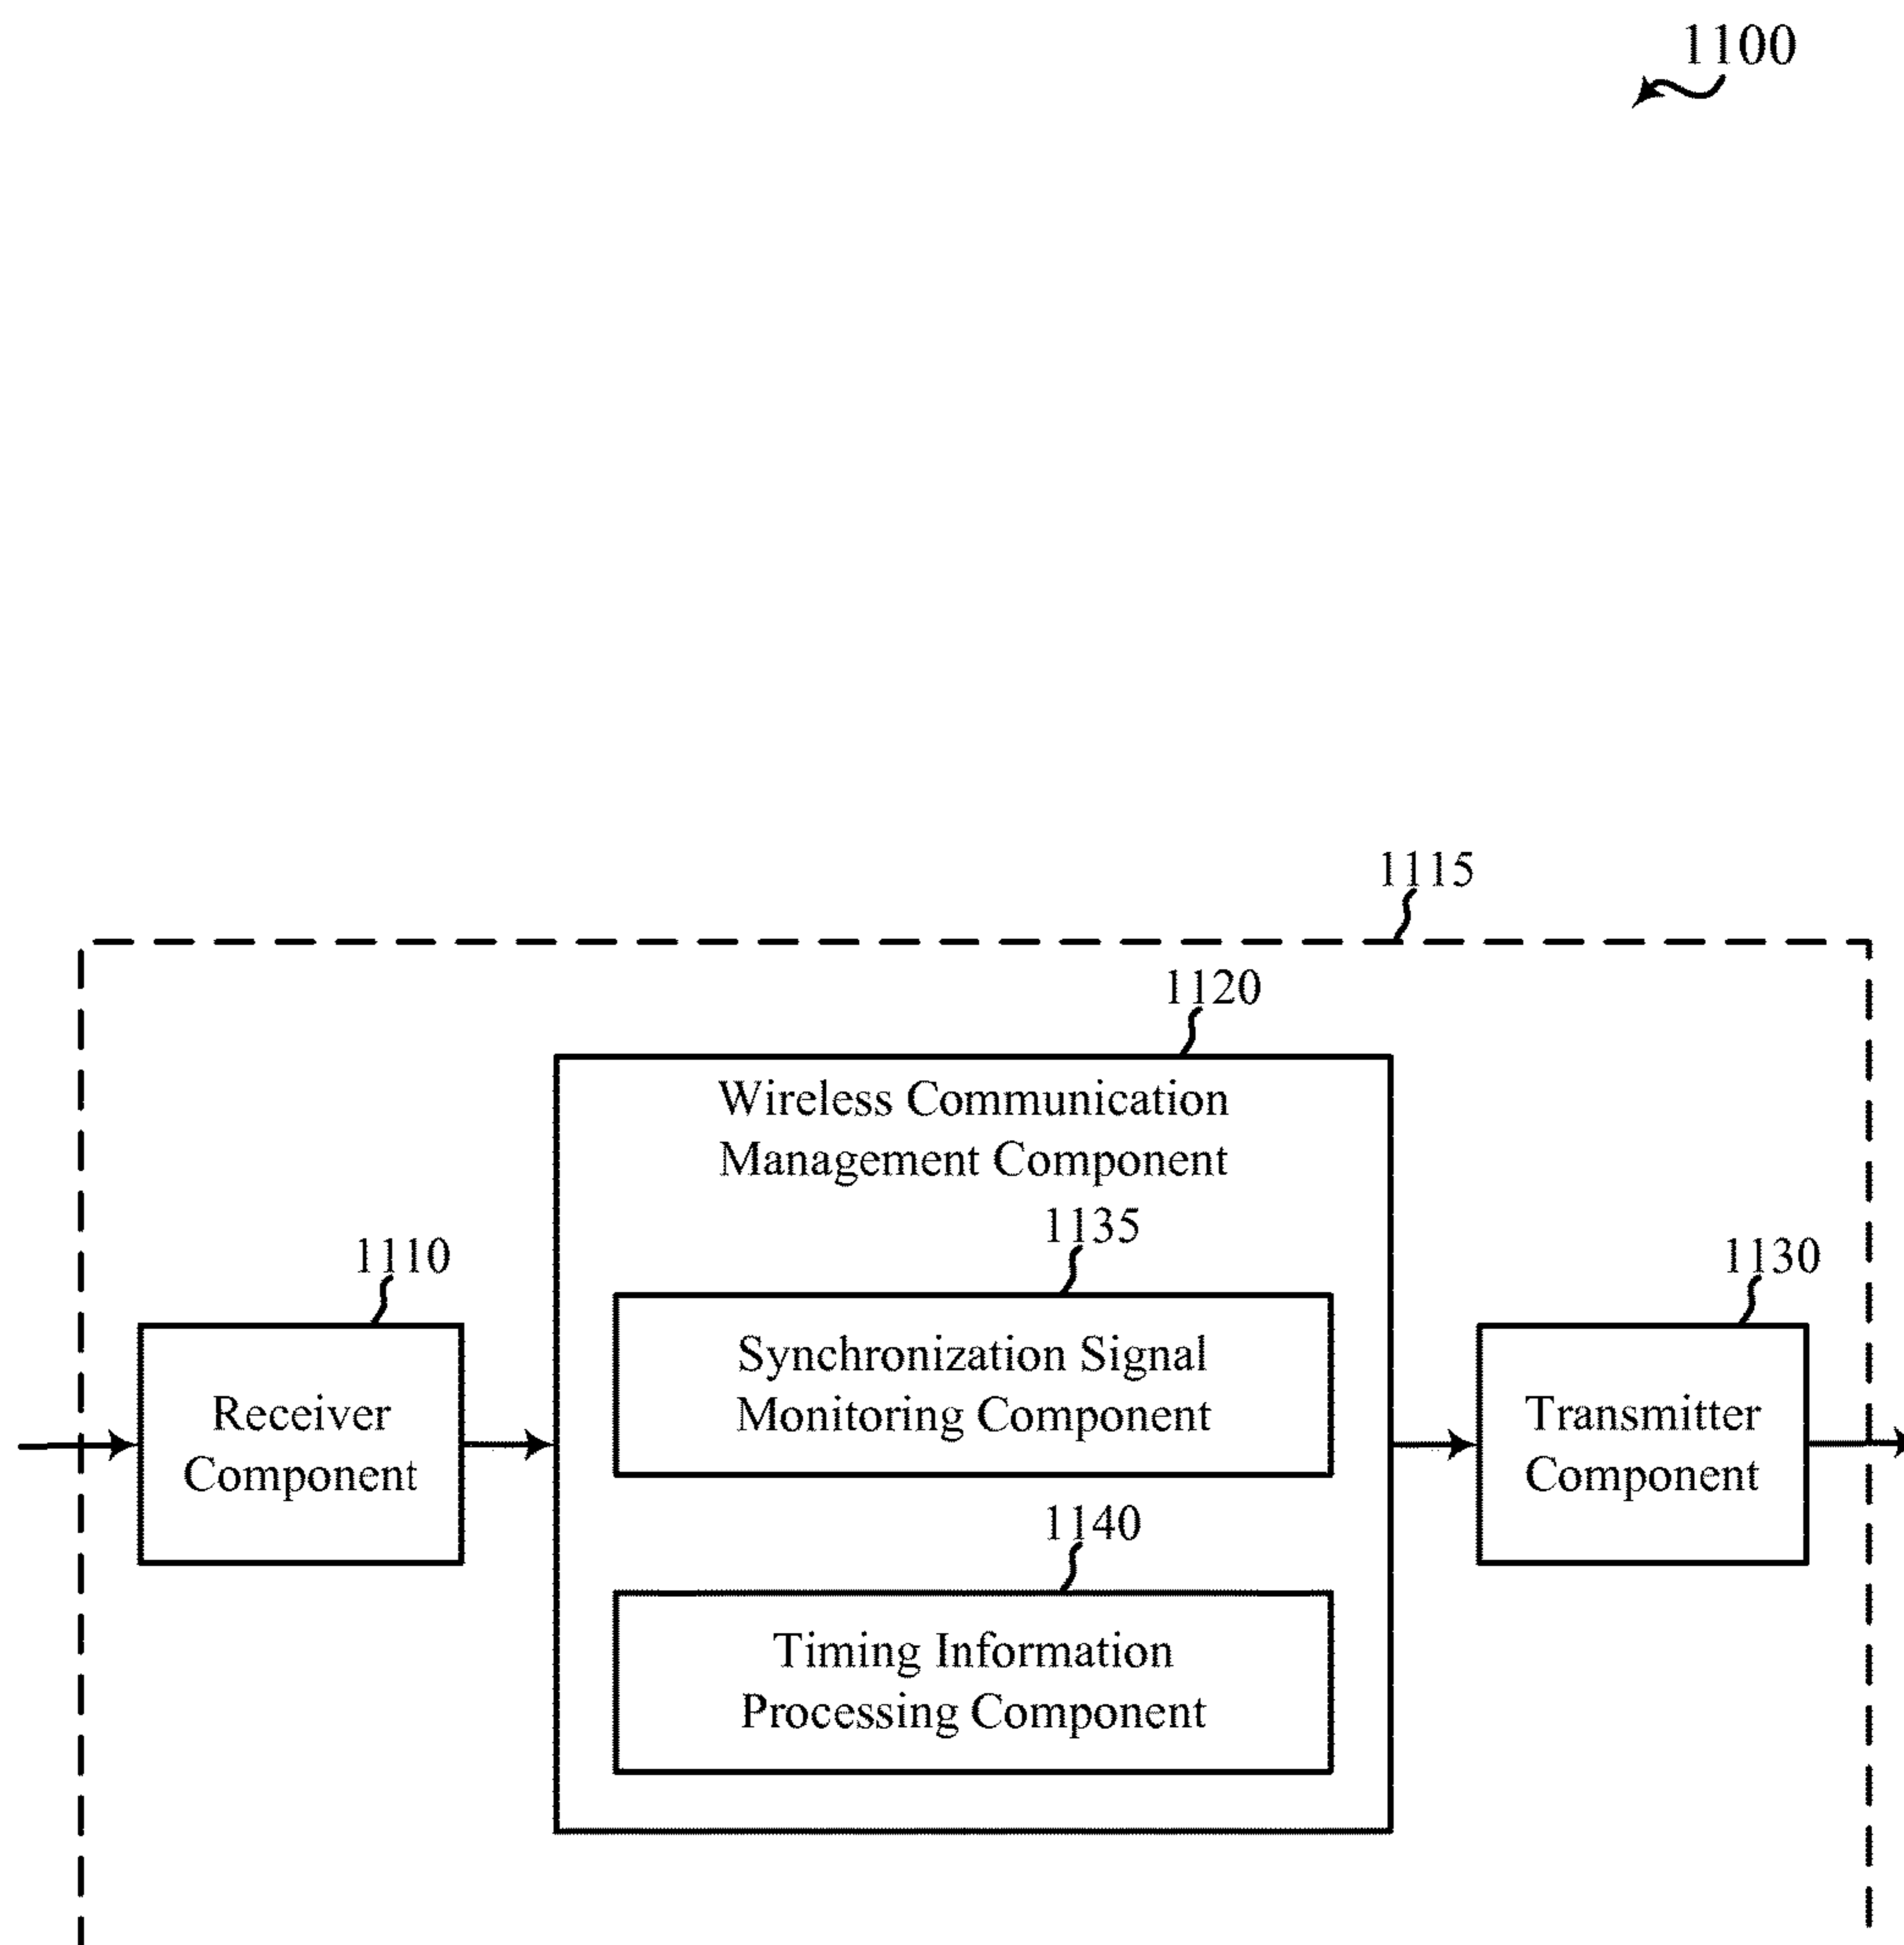 1100
1115
1120
Wireless Communication
Management Component
1135
1110
1130
Synchronization Signal
Monitoring Component
Receiver
Component
Transmitter
Component
1140
Timing Information
Processing Component